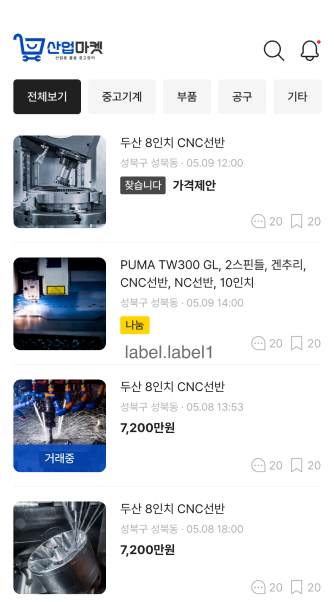 산업마켓
산업용 물품 중고장터
전체보기
중고기계
부품
공구
기타
두산 8인치 CNC선반
성북구 성북동 · 05.09 12:00
찾습니다 가격제안
20 20
PUMA TW300 GL, 2스핀들, 겐추리,
CNC선반, NC선반, 10인치
성북구 성북동 · 05.09 14:00
나눔
label.label1
20 20
두산 8인치 CNC선반
성북구 성북동 · 05.08 13:53
7,200만원
거래중
20 20
두산 8인치 CNC선반
성북구 성북동 · 05.08 18:00
7,200만원
20 20